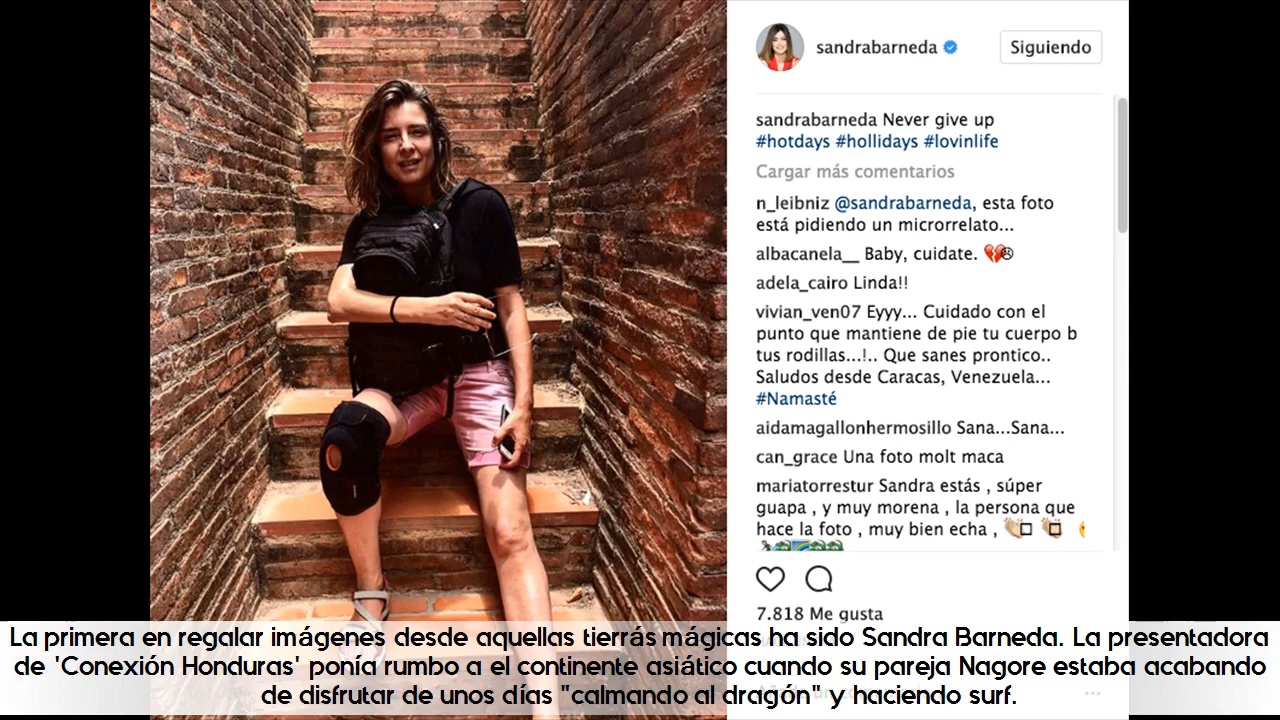 sandrabarneda
Siguiendo
sandrabarneda Never give up
#hotdays #hollidays #lovinlife
Cargar más comentarios
n_leibniz @sandrabarneda, esta foto
está pidiendo un microrrelato...
albacanela__ Baby, cuidate. 💔☹
adela_cairo Linda!!
vivian_ven07 Eyyy... Cuidado con el
punto que mantiene de pie tu cuerpo b
tus rodillas...!.. Que sanes prontico..
Saludos desde Caracas, Venezuela...
#Namasté
aidamagallonhermosillo Sana...Sana...
can_grace Una foto molt maca
mariatorrestur Sandra estás , súper
guapa , y muy morena , la persona que
hace la foto , muy bien echa ,
7.818 Me gusta
La primera en regalar imágenes desde aquellas tierrás mágicas ha sido Sandra Barneda. La presentadora
de 'Conexión Honduras' ponía rumbo a el continente asiático cuando su pareja Nagore estaba acabando
de disfrutar de unos días "calmando al dragón" y haciendo surf.